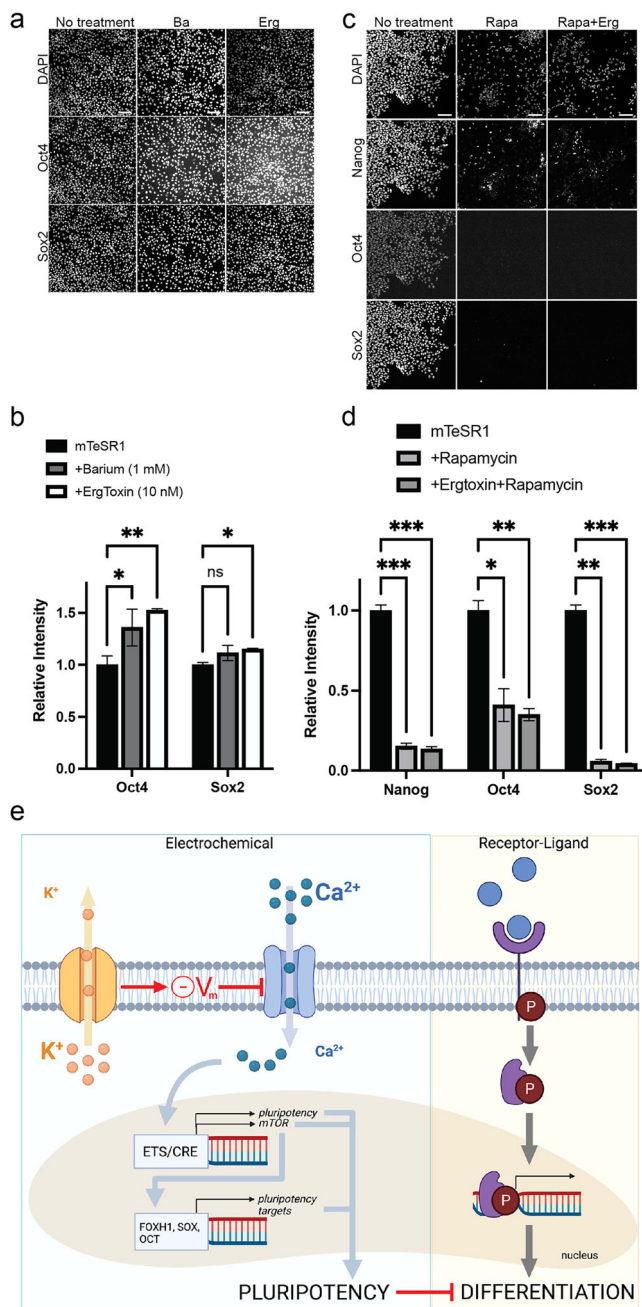 a
No treatment Ba Erg
DAPI
Oct4
Sox2
c
No treatment Rapa Rapa+Erg
DAPI
Nanog
Oct4
Sox2
b
mTeSR1
+Barium (1 mM)
+ErgToxin (10 nM)
** *
* ns
Relative Intensity
1.5
1.0
0.5
0.0
Oct4 Sox2
d
mTeSR1
+Rapamycin
+Ergtoxin+Rapamycin
*** ** ***
*** * **
Relative Intensity
1.0
0.5
0
Nanog Oct4 Sox2
e
Electrochemical
Receptor-Ligand
K+
Ca2+
− Vm
K+
Ca2+
P
P
pluripotency
mTOR
ETS/CRE
pluripotency
targets
FOXH1, SOX,
OCT
P
nucleus
PLURIPOTENCY DIFFERENTIATION